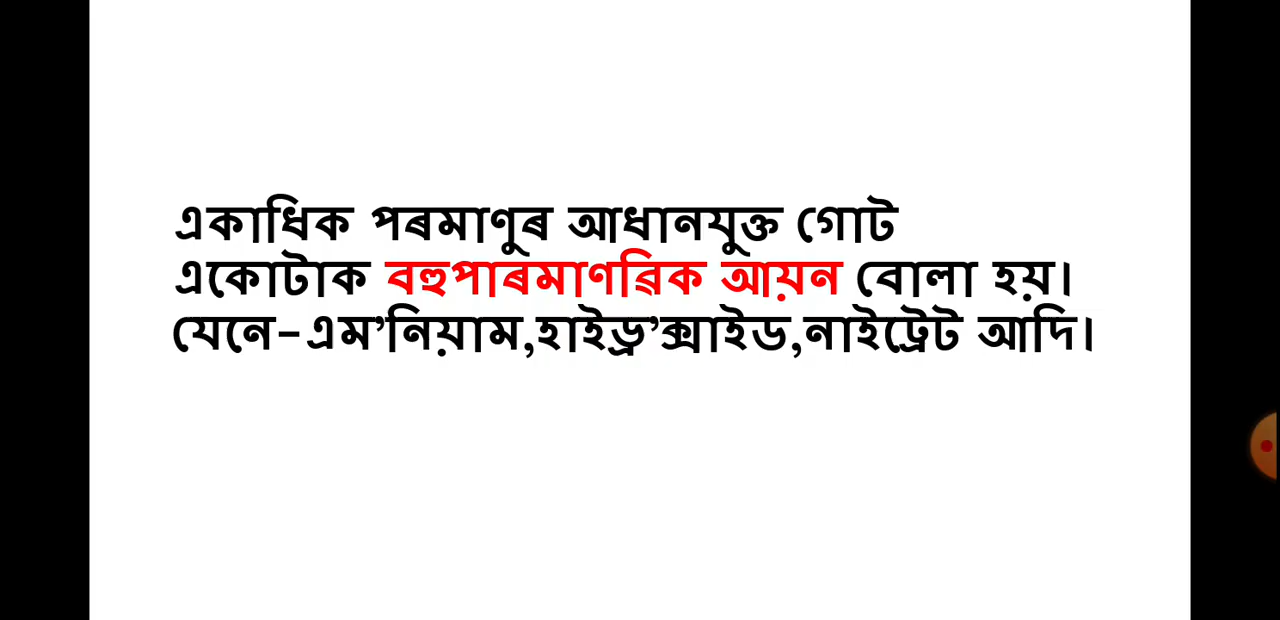 একাধিক পৰমাণুৰ আধানযুক্ত গোট
একোটাক বহুপাৰমাণৱিক আয়ন বোলা হয়।
যেনে–এম’নিয়াম,হাইড্ৰ’ক্সাইড,নাইট্ৰেট আদি।